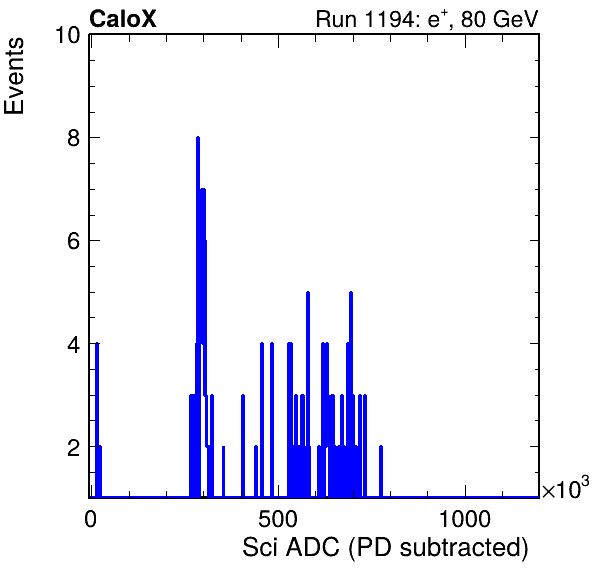 CaloX Run 1194: e⁺, 80 GeV
Events
10
8
6
4
2
0 500 1000 ×10³
Sci ADC (PD subtracted)